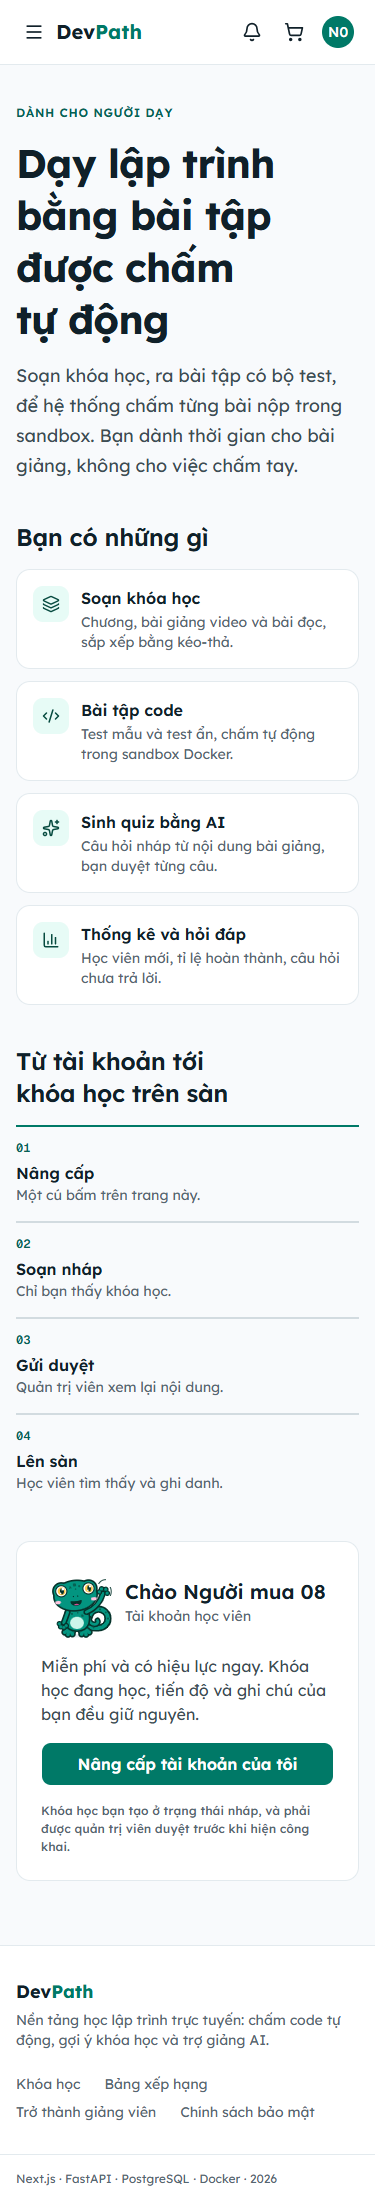 DevPath
N0
DÀNH CHO NGƯỜI DẠY
Dạy lập trình
bằng bài tập
được chấm
tự động
Soạn khóa học, ra bài tập có bộ test,
để hệ thống chấm từng bài nộp trong
sandbox. Bạn dành thời gian cho bài
giảng, không cho việc chấm tay.
Bạn có những gì
Soạn khóa học
Chương, bài giảng video và bài đọc,
sắp xếp bằng kéo-thả.
Bài tập code
Test mẫu và test ẩn, chấm tự động
trong sandbox Docker.
Sinh quiz bằng AI
Câu hỏi nháp từ nội dung bài giảng,
bạn duyệt từng câu.
Thống kê và hỏi đáp
Học viên mới, tỉ lệ hoàn thành, câu hỏi
chưa trả lời.
Từ tài khoản tới
khóa học trên sàn
01
Nâng cấp
Một cú bấm trên trang này.
02
Soạn nháp
Chỉ bạn thấy khóa học.
03
Gửi duyệt
Quản trị viên xem lại nội dung.
04
Lên sàn
Học viên tìm thấy và ghi danh.
Chào Người mua 08
Tài khoản học viên
Miễn phí và có hiệu lực ngay. Khóa
học đang học, tiến độ và ghi chú của
bạn đều giữ nguyên.
Nâng cấp tài khoản của tôi
Khóa học bạn tạo ở trạng thái nháp, và phải
được quản trị viên duyệt trước khi hiện công
khai.
DevPath
Nền tảng học lập trình trực tuyến: chấm code tự
động, gợi ý khóa học và trợ giảng AI.
Khóa học Bảng xếp hạng
Trở thành giảng viên Chính sách bảo mật
Next.js · FastAPI · PostgreSQL · Docker · 2026